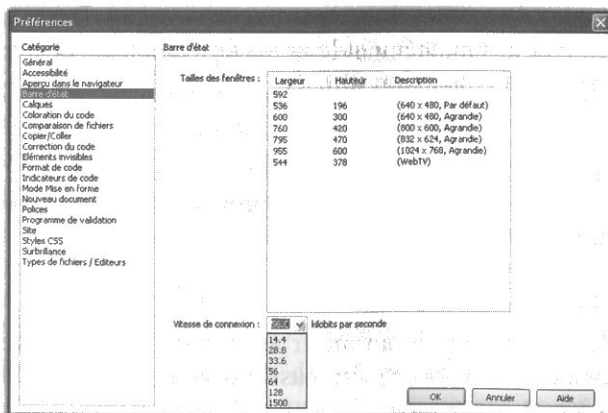 Préférences
Catégorie
Général
Accessibilité
Aperçu dans le navigateur
Barre d'état
Calques
Coloration du code
Comparaison de fichiers
Copier/Coller
Correction du code
Eléments invisibles
Format de code
Indicateurs de code
Mode Mise en forme
Nouveau document
Polices
Programme de validation
Site
Styles CSS
Surbrillance
Types de fichiers / Editeurs
Barre d'état
Tailles des fenêtres :
Largeur Hauteur Description
592
536 196 (640 x 480, Par défaut)
600 300 (640 x 480, Agrandie)
760 420 (800 x 600, Agrandie)
795 470 (832 x 624, Agrandie)
955 600 (1024 x 768, Agrandie)
544 378 (WebTV)
Vitesse de connexion : kilobits par seconde
14.4
28.8
33.6
56
64
128
1500
OK Annuler Aide